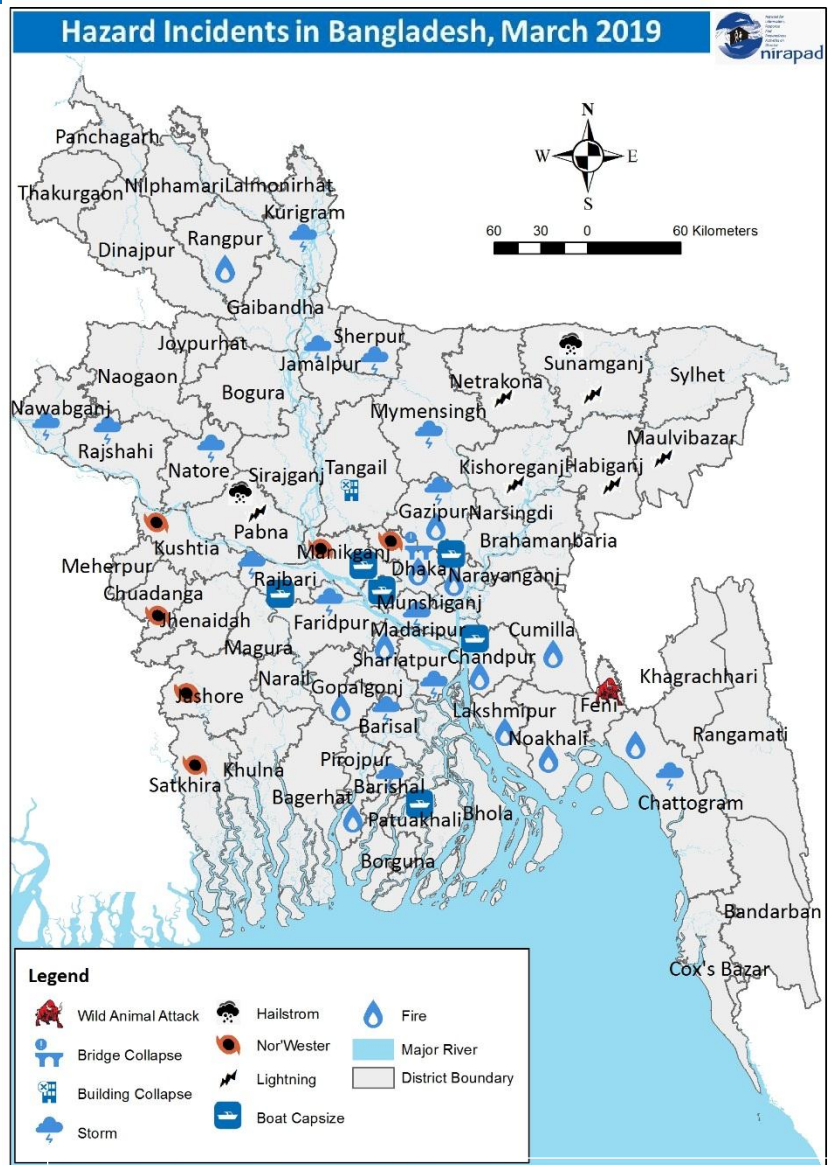 Hazard Incidents in Bangladesh, March 2019
nirapad
N
W E
S
60 30 0 60 Kilometers
Panchagarh
Thakurgaon
Nilphamari
Lalmonirhat
Kurigram
Rangpur
Dinajpur
Gaibandha
Sherpur
Joypurhat
Jamalpur
Sunamganj
Naogaon
Sylhet
Netrakona
Bogura
Nawabganj
Mymensingh
Maulvibazar
Rajshahi
Natore
Sirajganj
Tangail
Kishoreganj
Habiganj
Gazipur
Narsingdi
Pabna
Brahamanbaria
Kushtia
Manikganj
Meherpur
Dhaka
Narayanganj
Rajbari
Chuadanga
Munshiganj
Jhenaidah
Faridpur
Madaripur
Cumilla
Magura
Shariatpur
Chandpur
Khagrachhari
Narail
Gopalgonj
Jashore
Feni
Lakshmipur
Barisal
Noakhali
Rangamati
Pirojpur
Khulna
Satkhira
Barishal
Bagerhat
Chattogram
Patuakhali
Bhola
Borguna
Bandarban
Cox's Bazar
Legend
Wild Animal Attack
Hailstrom
Fire
Bridge Collapse
Nor'Wester
Major River
Building Collapse
Lightning
District Boundary
Storm
Boat Capsize